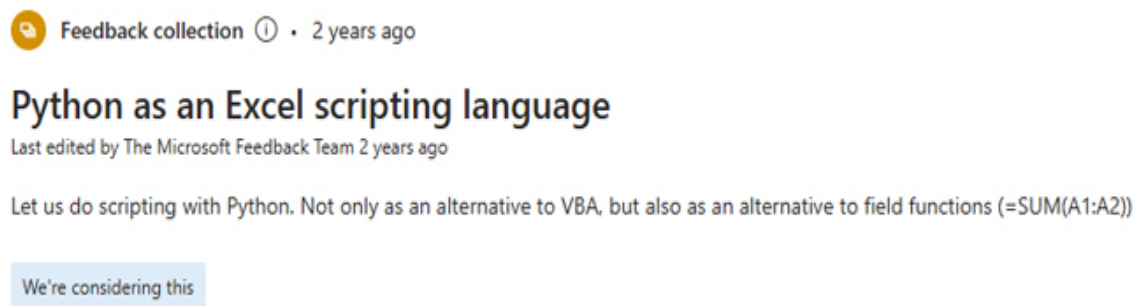 Feedback collection ⓘ • 2 years ago
Python as an Excel scripting language
Last edited by The Microsoft Feedback Team 2 years ago
Let us do scripting with Python. Not only as an alternative to VBA, but also as an alternative to field functions (=SUM(A1:A2))
We're considering this